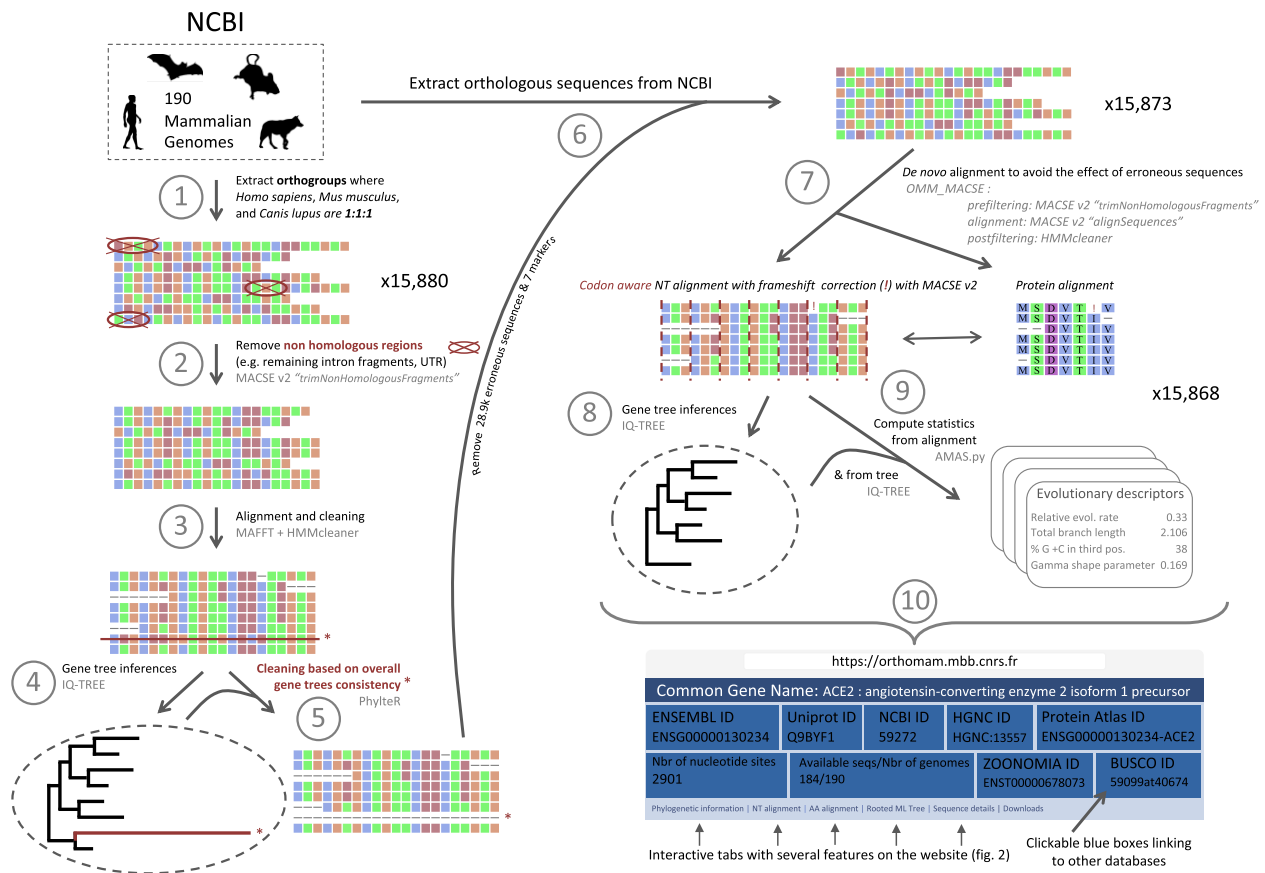 NCBI
190
Mammalian
Genomes
1
Extract orthogroups where
Homo sapiens, Mus musculus,
and Canis lupus are 1:1:1
x15,880
2
Remove non homologous regions
(e.g. remaining intron fragments, UTR)
MACSE v2 “trimNonHomologousFragments”
3
Alignment and cleaning
MAFFT + HMMcleaner
*
4
Gene tree inferences
IQ-TREE
Cleaning based on overall
gene trees consistency *
PhylteR
5
*
*
Remove 28.9k erroneous sequences & 7 markers
6
Extract orthologous sequences from NCBI
x15,873
7
De novo alignment to avoid the effect of erroneous sequences
OMM_MACSE :
prefiltering: MACSE v2 “trimNonHomologousFragments”
alignment: MACSE v2 “alignSequences”
postfiltering: HMMcleaner
Codon aware NT alignment with frameshift correction (!) with MACSE v2
!
Protein alignment
M S D V T I V
M S D V T I –
– – D V T I V
M S D V T I V
M S D V T I V
– S D V T I V
M S D V T I V
x15,868
8
Gene tree inferences
IQ-TREE
9
Compute statistics
from alignment
AMAS.py
& from tree
IQ-TREE
Evolutionary descriptors
Relative evol. rate 0.33
Total branch length 2.106
% G +C in third pos. 38
Gamma shape parameter 0.169
10
https://orthomam.mbb.cnrs.fr
Common Gene Name: ACE2 : angiotensin-converting enzyme 2 isoform 1 precursor
ENSEMBL ID
ENSG00000130234
Uniprot ID
Q9BYF1
NCBI ID
59272
HGNC ID
HGNC:13557
Protein Atlas ID
ENSG00000130234-ACE2
Nbr of nucleotide sites
2901
Available seqs/Nbr of genomes
184/190
ZOONOMIA ID
ENST00000678073
BUSCO ID
59099at40674
Phylogenetic information | NT alignment | AA alignment | Rooted ML Tree | Sequence details | Downloads
Interactive tabs with several features on the website (fig. 2)
Clickable blue boxes linking
to other databases